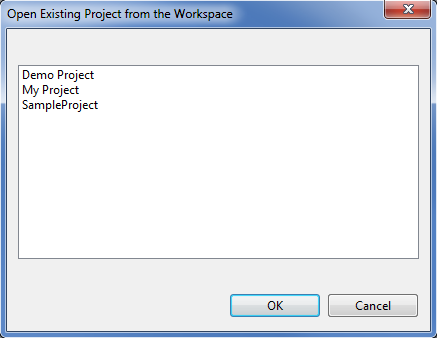 Open Existing Project from the Workspace
Demo Project
My Project
SampleProject
OK
Cancel